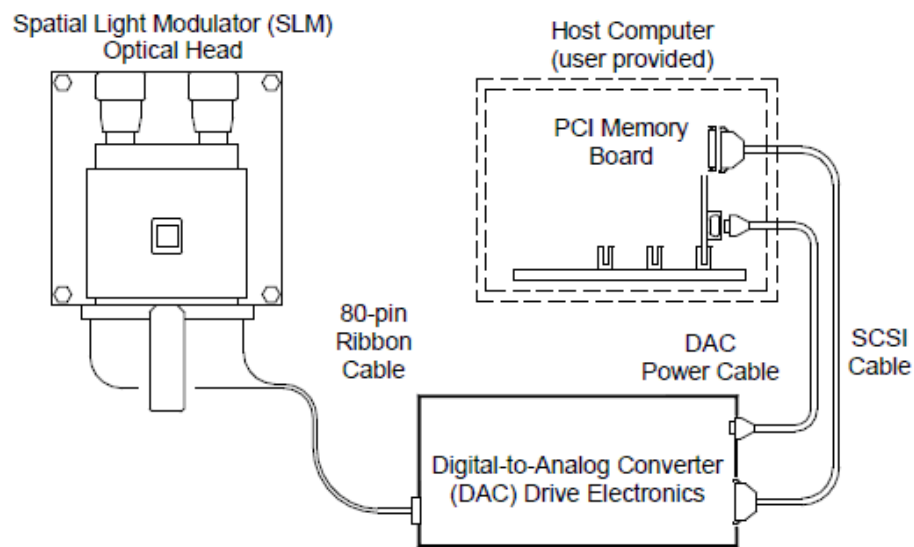 Spatial Light Modulator (SLM)
Optical Head
Host Computer
(user provided)
PCI Memory
Board
80-pin
Ribbon
Cable
DAC
Power Cable
SCSI
Cable
Digital-to-Analog Converter
(DAC) Drive Electronics